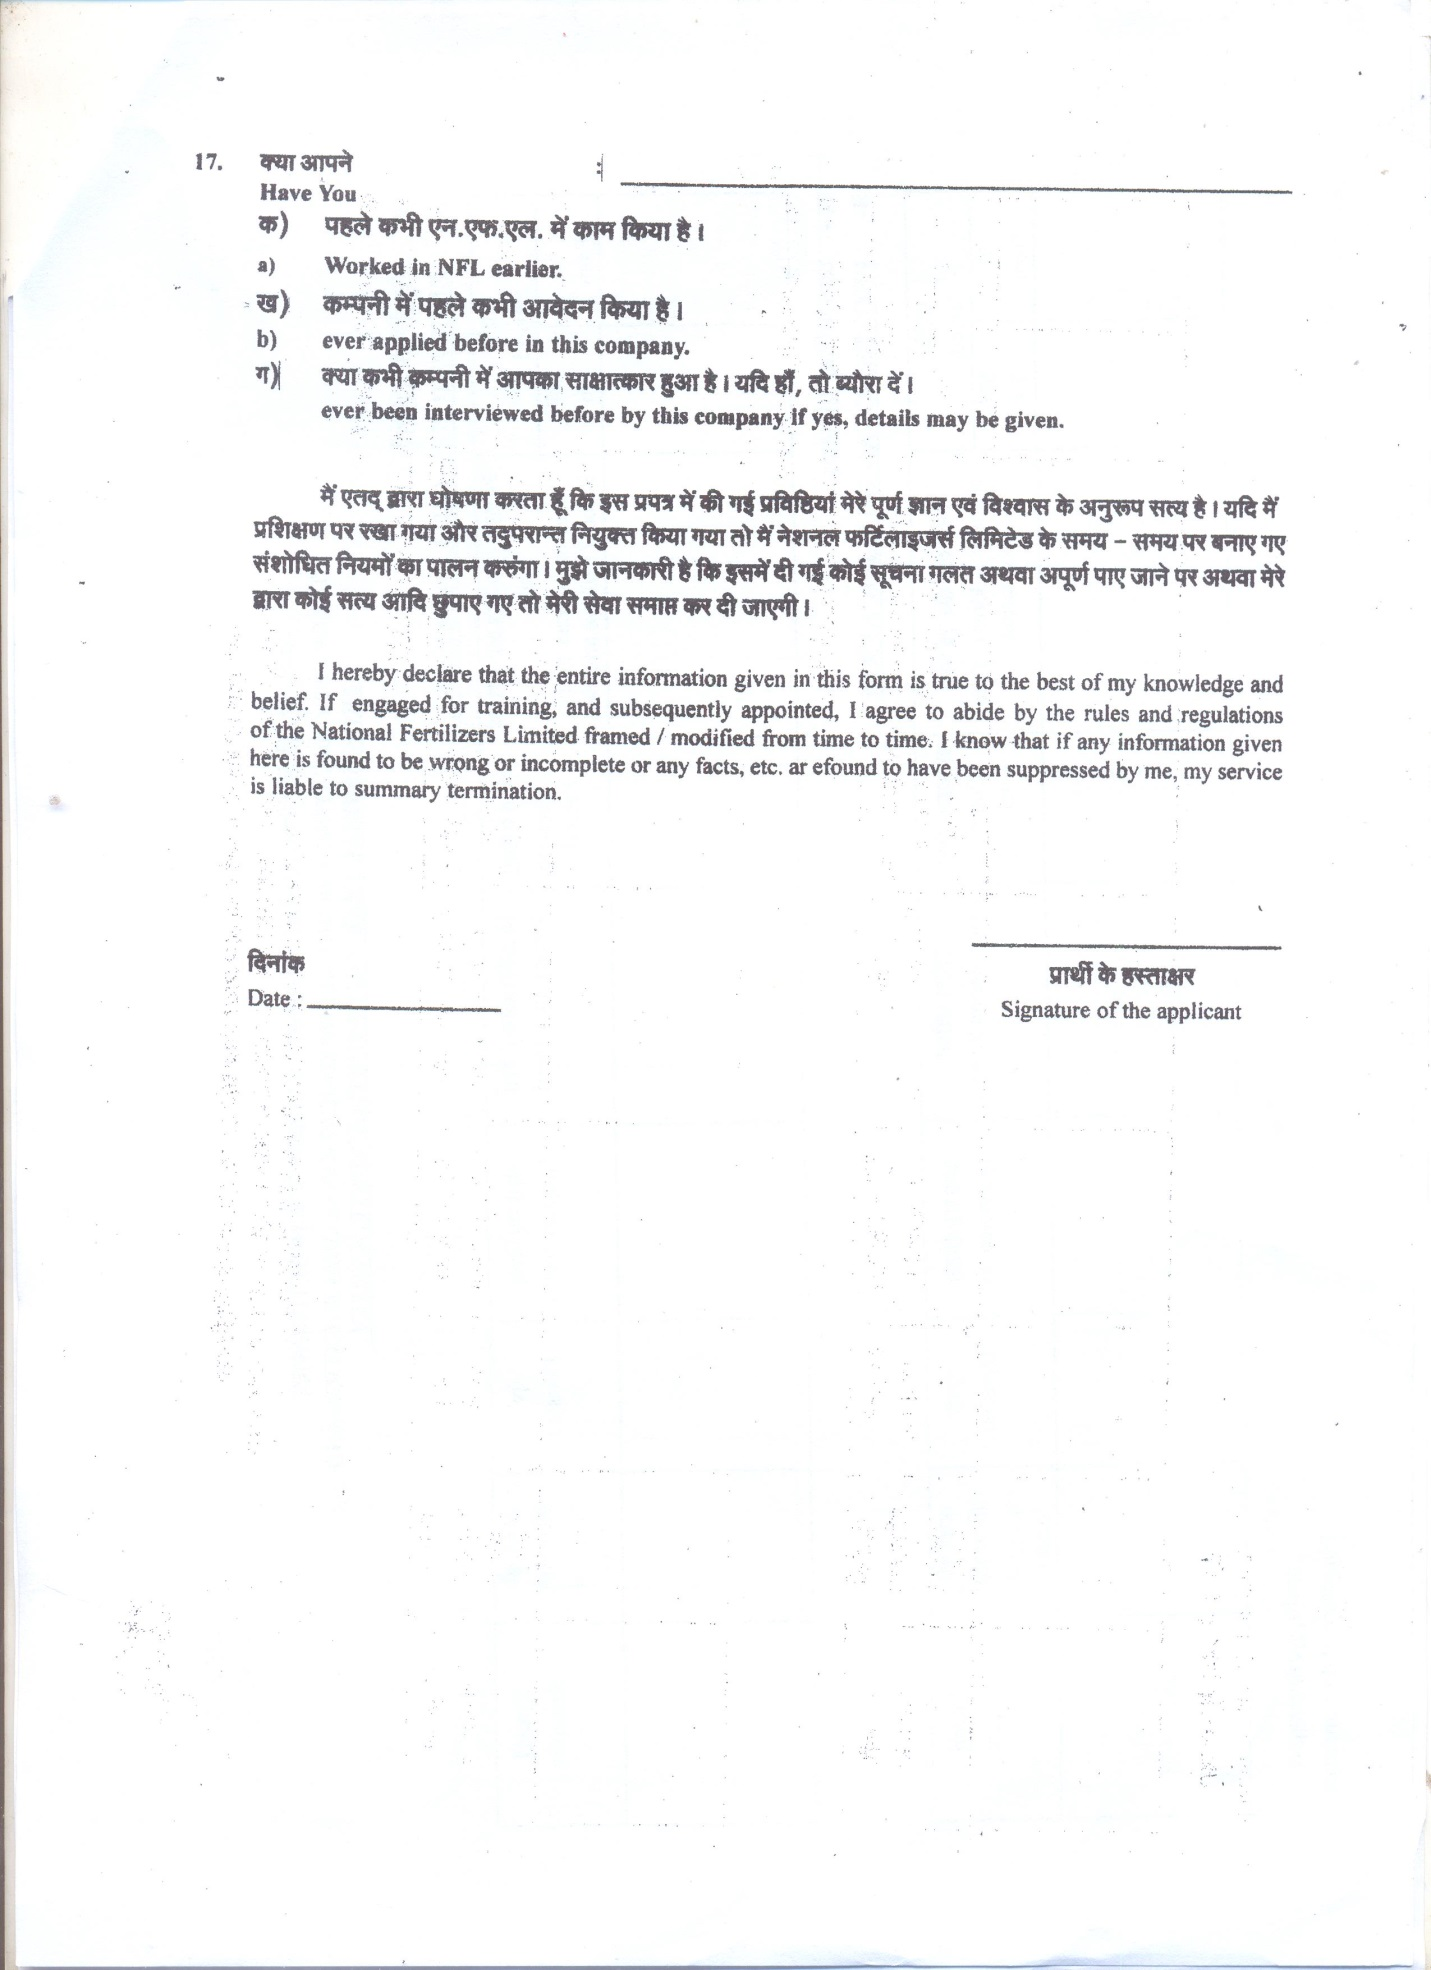 17. क्या आपने :
Have You
क) पहले कभी एन.एफ.एल. में काम किया है।
a) Worked in NFL earlier.
ख) कम्पनी में पहले कभी आवेदन किया है।
b) ever applied before in this company.
ग) क्या कभी कम्पनी में आपका साक्षात्कार हुआ है। यदि हाँ, तो ब्यौरा दें।
ever been interviewed before by this company if yes, details may be given.
मैं एतद् द्वारा घोषणा करता हूँ कि इस प्रपत्र में की गई प्रविष्ठियां मेरे पूर्ण ज्ञान एवं विश्वास के अनुरूप सत्य है। यदि मैं
प्रशिक्षण पर रखा गया और तदुपरान्त नियुक्त किया गया तो मैं नेशनल फर्टिलाइजर्स लिमिटेड के समय – समय पर बनाए गए
संशोधित नियमों का पालन करुंगा। मुझे जानकारी है कि इसमें दी गई कोई सूचना गलत अथवा अपूर्ण पाए जाने पर अथवा मेरे
द्वारा कोई सत्य आदि छुपाए गए तो मेरी सेवा समाप्त कर दी जाएगी।
I hereby declare that the entire information given in this form is true to the best of my knowledge and
belief. If engaged for training, and subsequently appointed, I agree to abide by the rules and regulations
of the National Fertilizers Limited framed / modified from time to time. I know that if any information given
here is found to be wrong or incomplete or any facts, etc. ar efound to have been suppressed by me, my service
is liable to summary termination.
दिनांक
Date :
प्रार्थी के हस्ताक्षर
Signature of the applicant